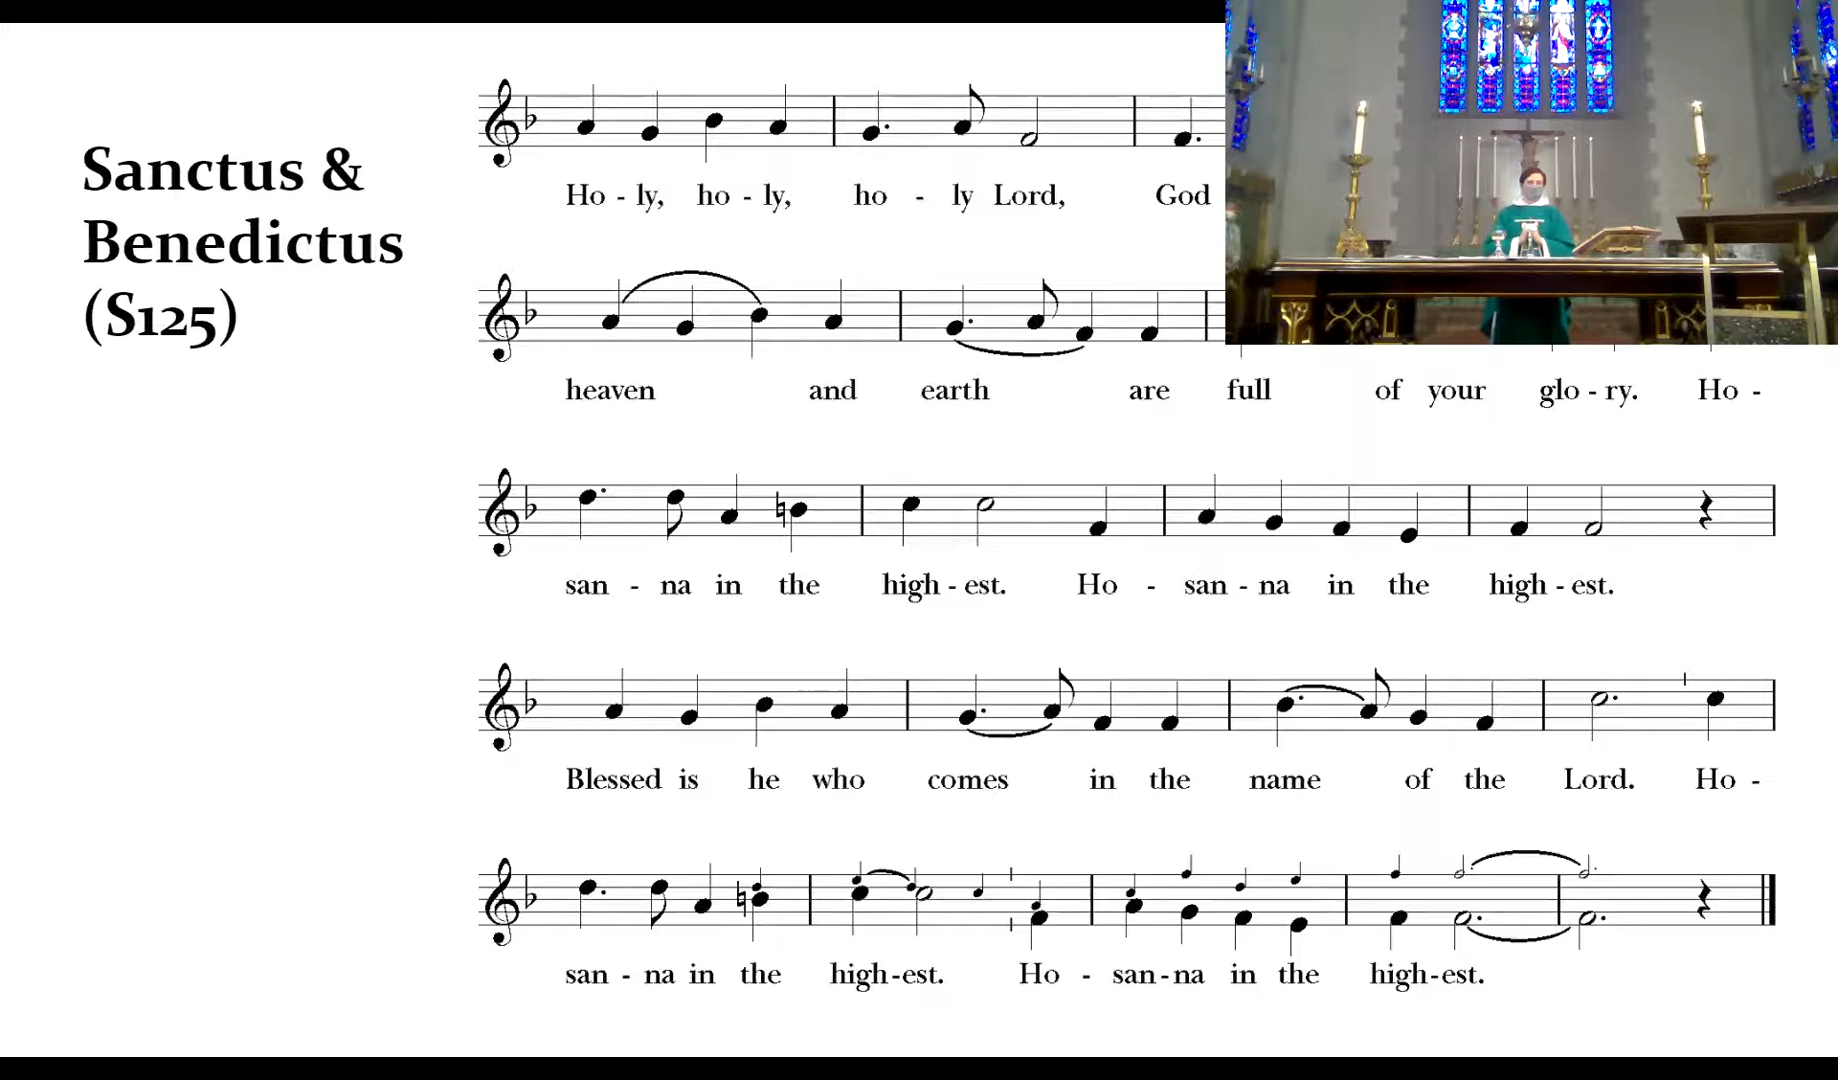 Sanctus &
Benedictus
(S125)
Ho - ly, ho - ly, ho - ly Lord, God
heaven and earth are full of your glo - ry. Ho -
san - na in the high - est. Ho - san - na in the high - est.
Blessed is he who comes in the name of the Lord. Ho -
san - na in the high-est. Ho - san-na in the high-est.